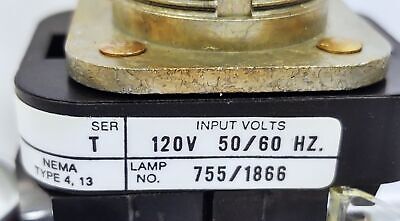 SER
T
INPUT VOLTS
120V 50/60 HZ.
NEMA
TYPE 4, 13
LAMP
NO.
755/1866